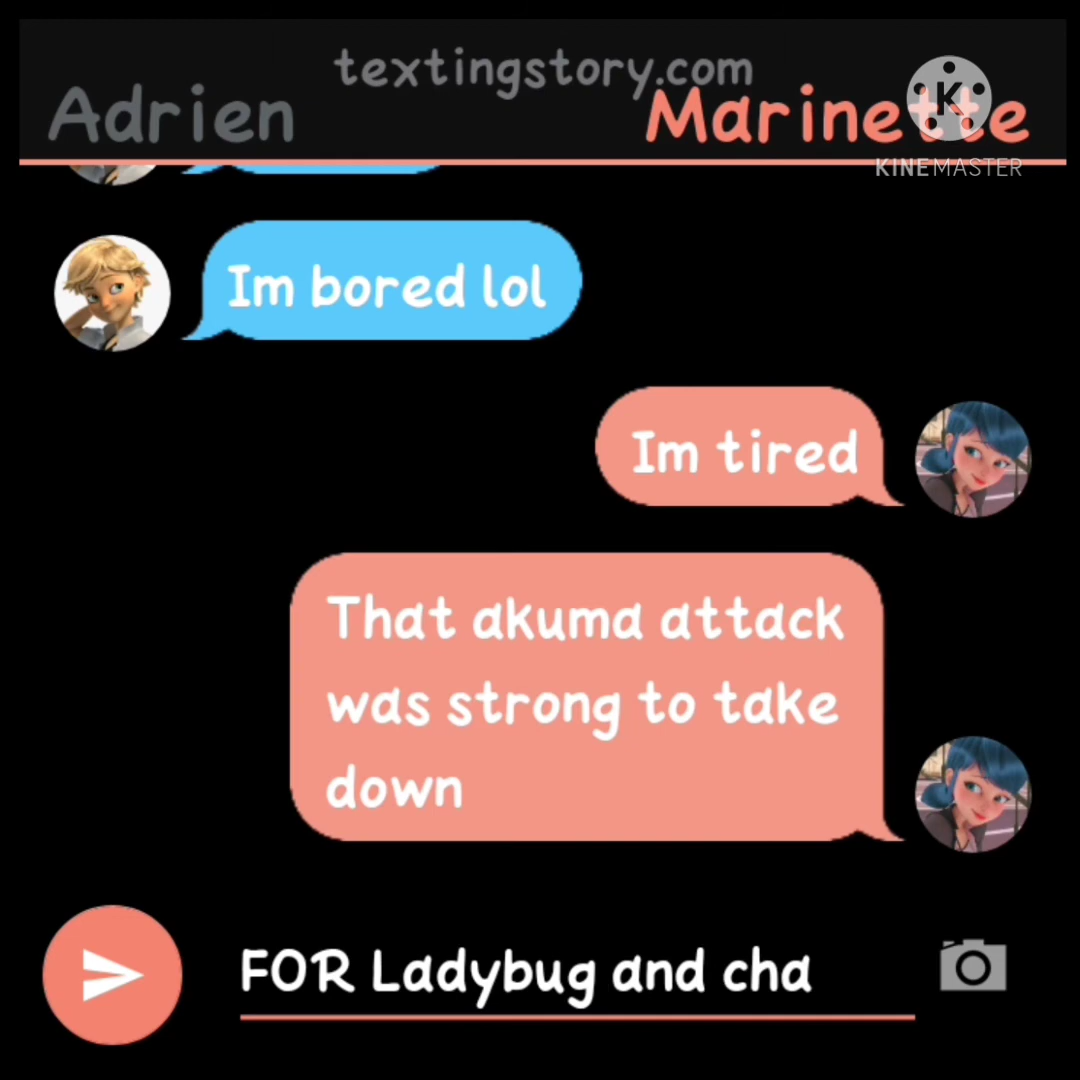 textingstory.com
Adrien
Marinette
K
KINEMASTER
Im bored lol
Im tired
That akuma attack
was strong to take
down
FOR Ladybug and cha